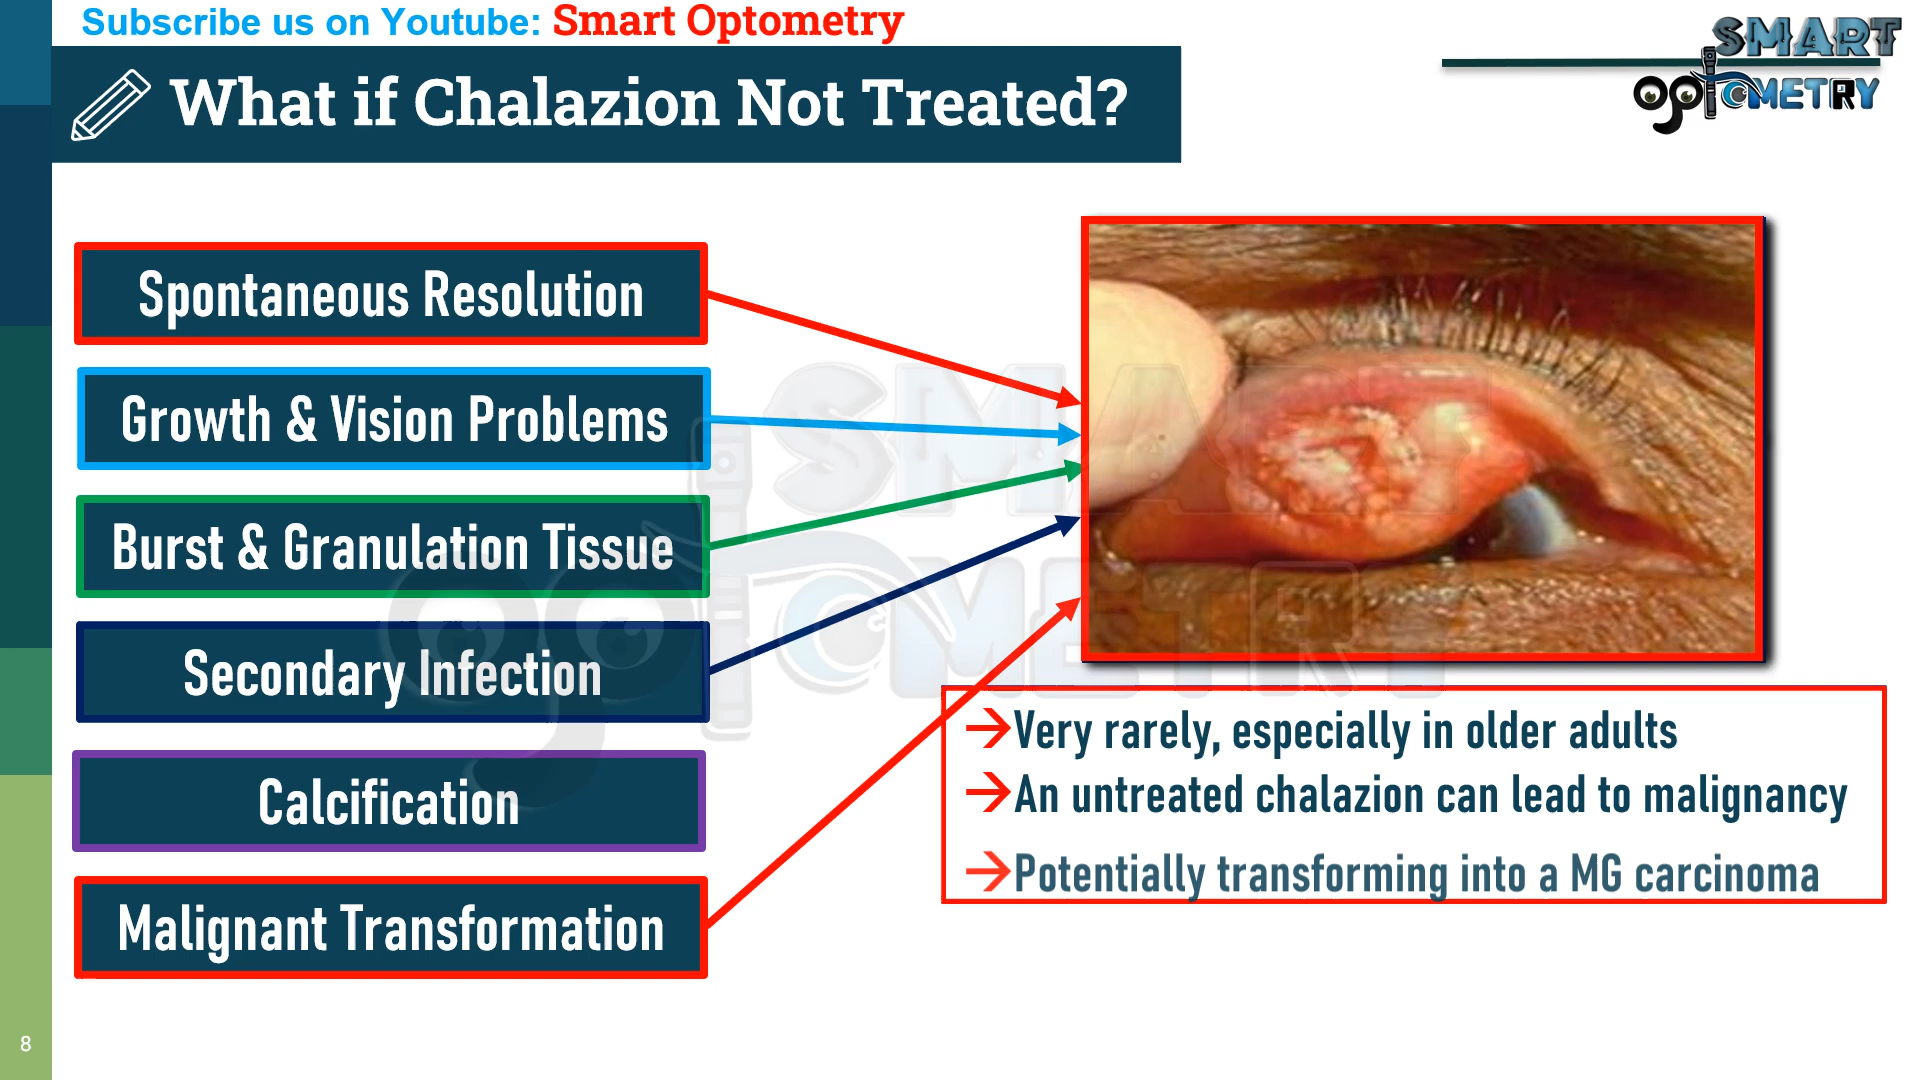 Subscribe us on Youtube: Smart Optometry
SMART
OptOMETRY
What if Chalazion Not Treated?
Spontaneous Resolution
Growth & Vision Problems
Burst & Granulation Tissue
Secondary Infection
Calcification
Malignant Transformation
SMART
OptOMETRY
→Very rarely, especially in older adults
→An untreated chalazion can lead to malignancy
→Potentially transforming into a MG carcinoma
8